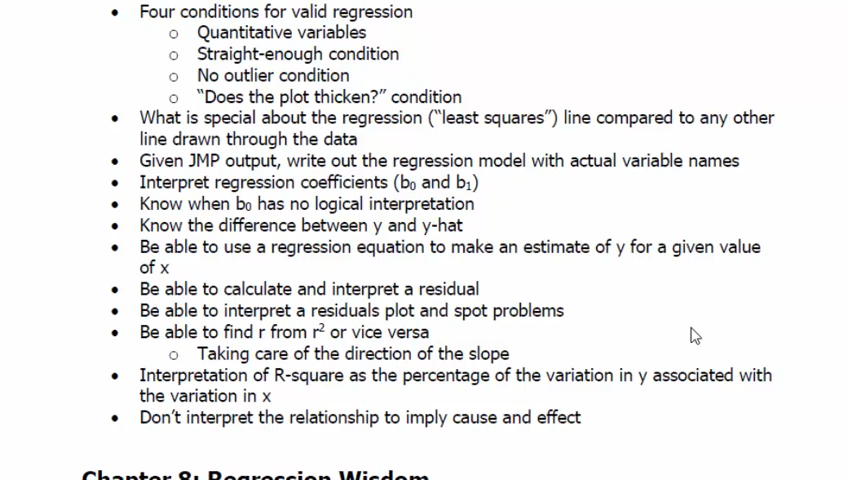 • Four conditions for valid regression
o Quantitative variables
o Straight-enough condition
o No outlier condition
o “Does the plot thicken?” condition
• What is special about the regression (“least squares”) line compared to any other
line drawn through the data
• Given JMP output, write out the regression model with actual variable names
• Interpret regression coefficients (b₀ and b₁)
• Know when b₀ has no logical interpretation
• Know the difference between y and y-hat
• Be able to use a regression equation to make an estimate of y for a given value
of x
• Be able to calculate and interpret a residual
• Be able to interpret a residuals plot and spot problems
• Be able to find r from r² or vice versa
o Taking care of the direction of the slope
• Interpretation of R-square as the percentage of the variation in y associated with
the variation in x
• Don’t interpret the relationship to imply cause and effect
Chapter 8: Regression Wisdom